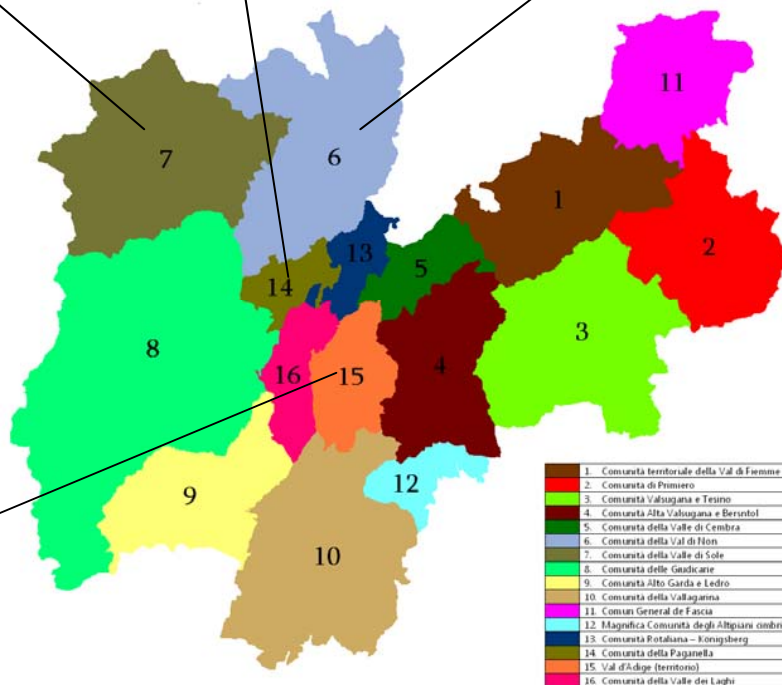 11
7
6
1
13
5
2
14
3
8
16
15
4
12
9
10
1. Comunità territoriale della Val di Fiemme
2. Comunità di Primiero
3. Comunità Valsugana e Tesino
4. Comunità Alta Valsugana e Bersntol
5. Comunità della Valle di Cembra
6. Comunità della Val di Non
7. Comunità della Valle di Sole
8. Comunità delle Giudicarie
9. Comunità Alto Garda e Ledro
10. Comunità della Vallagarina
11. Comun General de Fascia
12. Magnifica Comunità degli Altipiani cimbri
13. Comunità Rotaliana – Königsberg
14. Comunità della Paganella
15. Val d'Adige (territorio)
16. Comunità della Valle dei Laghi